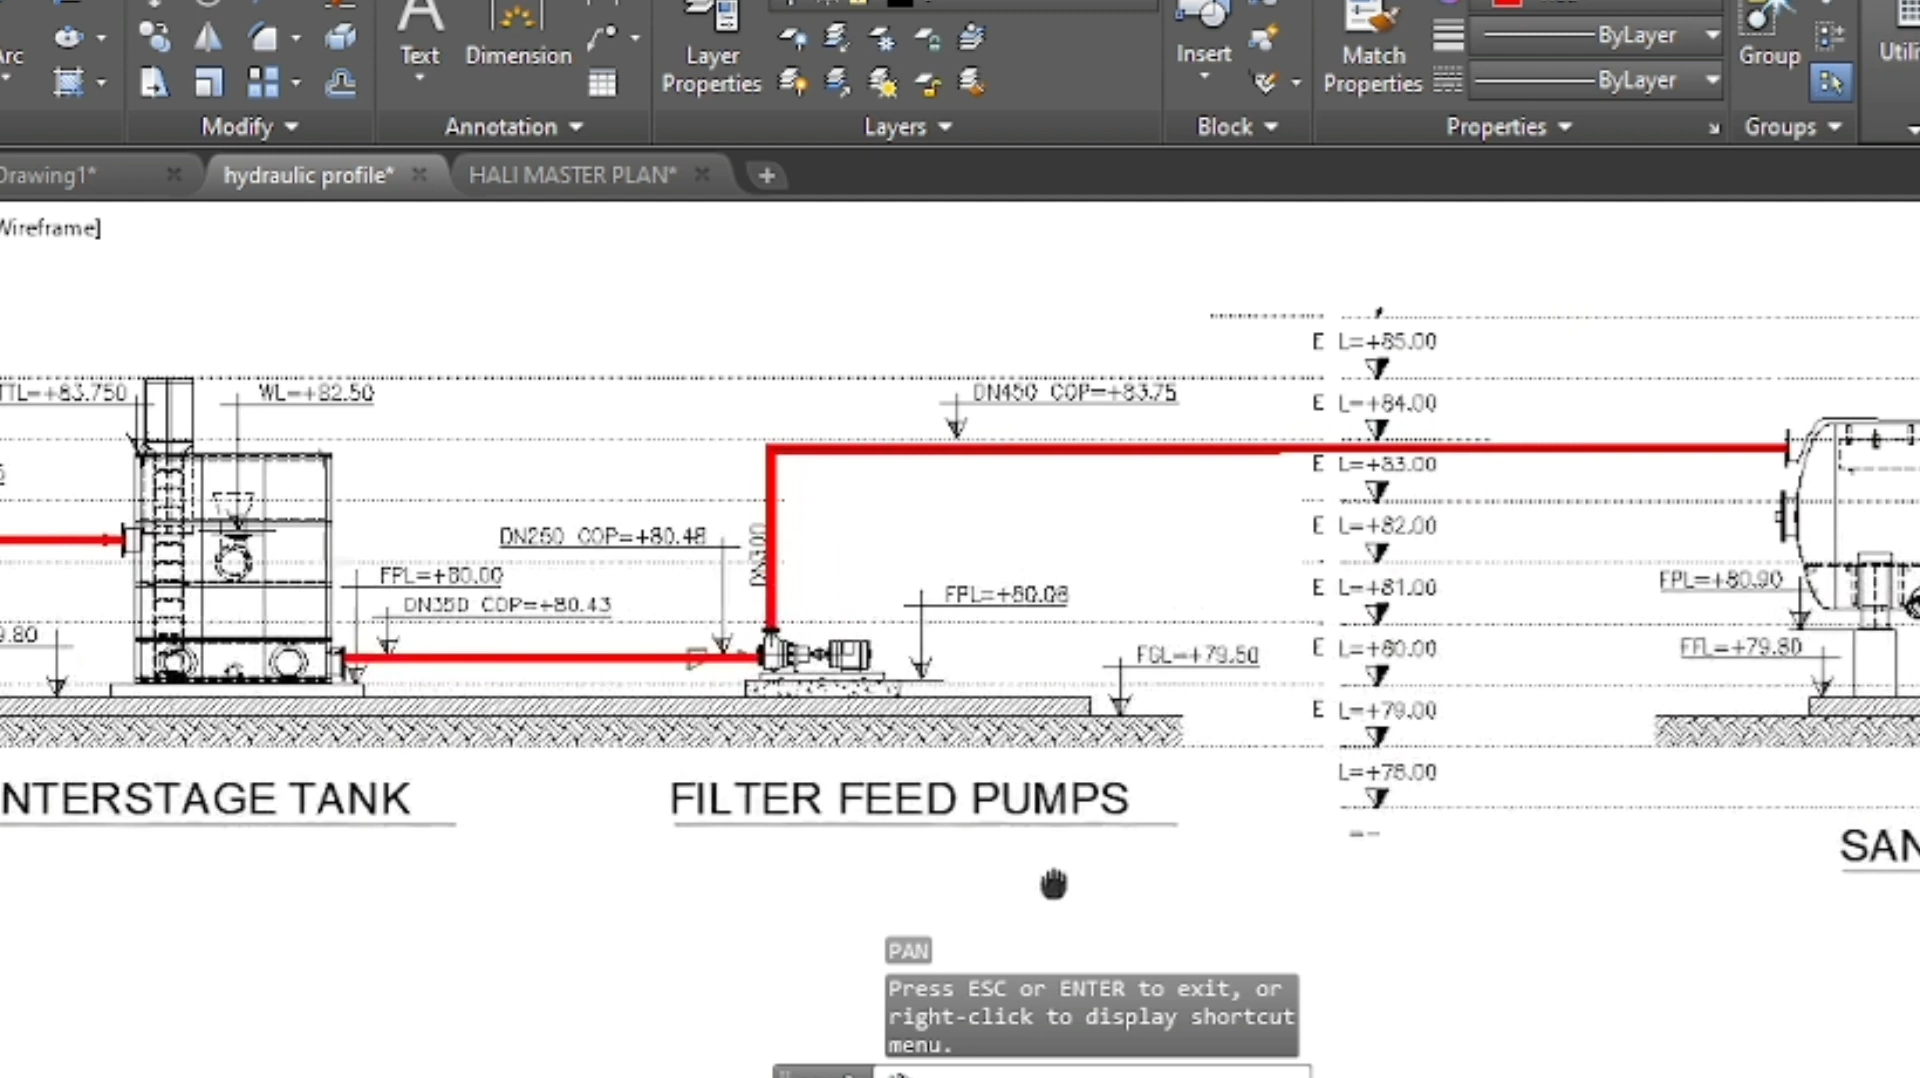 Text
Dimension
Layer
Properties
Insert
Match
Properties
ByLayer
ByLayer
Group
Modify
Annotation
Layers
Block
Properties
Groups
Drawing1*
hydraulic profile*
HALI MASTER PLAN*
Wireframe]
TTL=+83.750
WL=+82.50
DN450 COP=+83.75
DN250 COP=+80.48
FPL=+80.00
DN350 COP=+80.43
FPL=+80.08
FGL=+79.50
9.80
E L=+85.00
E L=+84.00
E L=+83.00
E L=+82.00
E L=+81.00
E L=+80.00
E L=+79.00
L=+78.00
FPL=+80.90
FFL=+79.80
NTERSTAGE TANK
FILTER FEED PUMPS
SAN
PAN
Press ESC or ENTER to exit, or
right-click to display shortcut
menu.